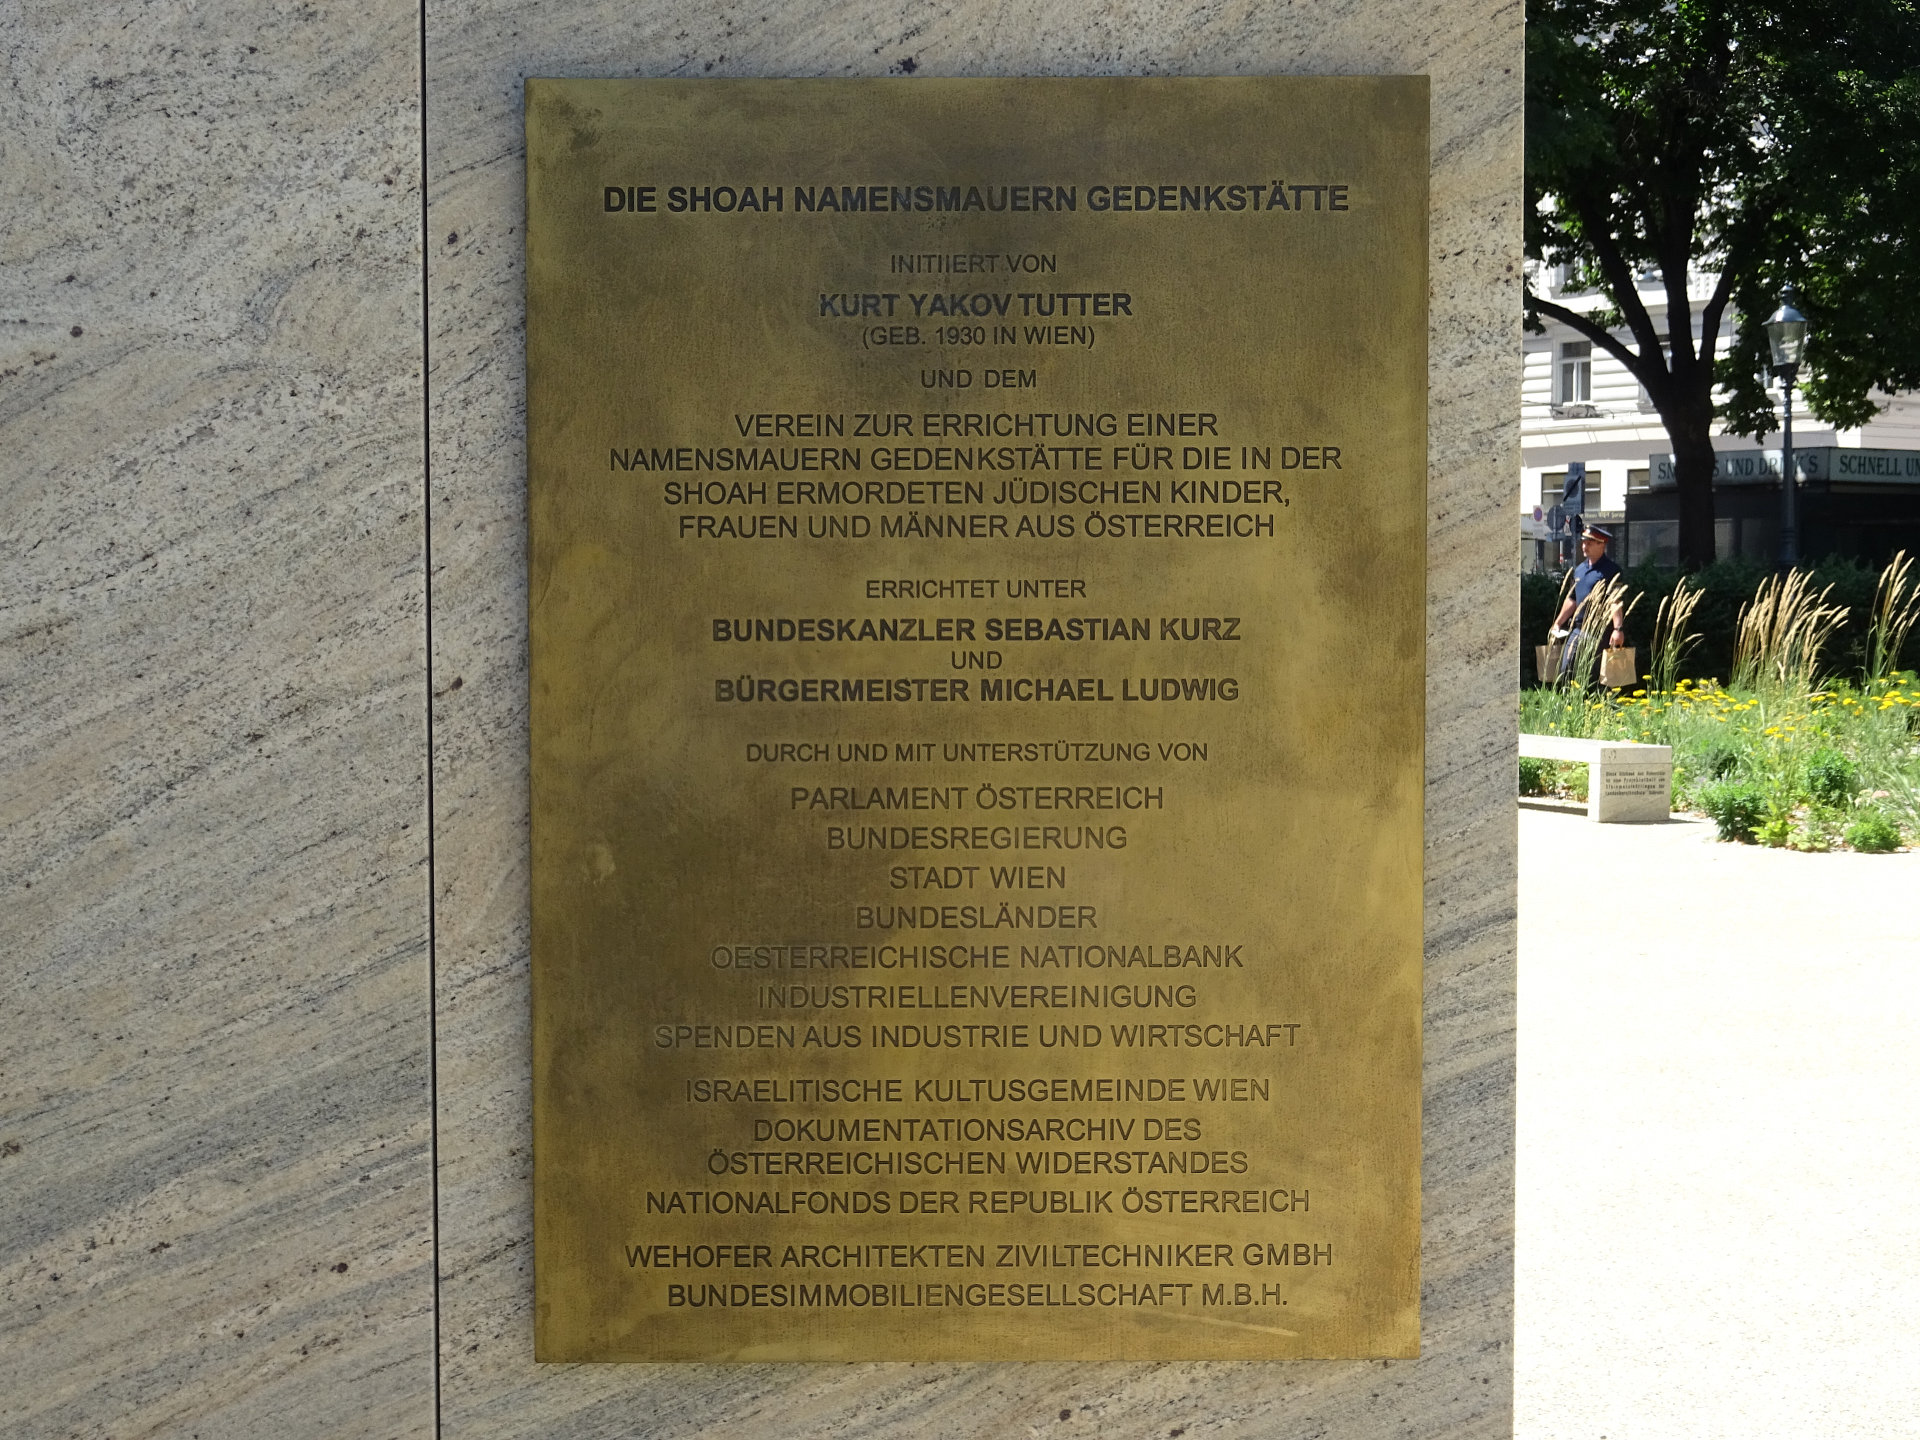 DIE SHOAH NAMENSMAUERN GEDENKSTÄTTE
INITIIERT VON
KURT YAKOV TUTTER
(GEB. 1930 IN WIEN)
UND DEM
VEREIN ZUR ERRICHTUNG EINER
NAMENSMAUERN GEDENKSTÄTTE FÜR DIE IN DER
SHOAH ERMORDETEN JÜDISCHEN KINDER,
FRAUEN UND MÄNNER AUS ÖSTERREICH
ERRICHTET UNTER
BUNDESKANZLER SEBASTIAN KURZ
UND
BÜRGERMEISTER MICHAEL LUDWIG
DURCH UND MIT UNTERSTÜTZUNG VON
PARLAMENT ÖSTERREICH
BUNDESREGIERUNG
STADT WIEN
BUNDESLÄNDER
OESTERREICHISCHE NATIONALBANK
INDUSTRIELLENVEREINIGUNG
SPENDEN AUS INDUSTRIE UND WIRTSCHAFT
ISRAELITISCHE KULTUSGEMEINDE WIEN
DOKUMENTATIONSARCHIV DES
ÖSTERREICHISCHEN WIDERSTANDES
NATIONALFONDS DER REPUBLIK ÖSTERREICH
WEHOFER ARCHITEKTEN ZIVILTECHNIKER GMBH
BUNDESIMMOBILIENGESELLSCHAFT M.B.H.
UND SCHNELL